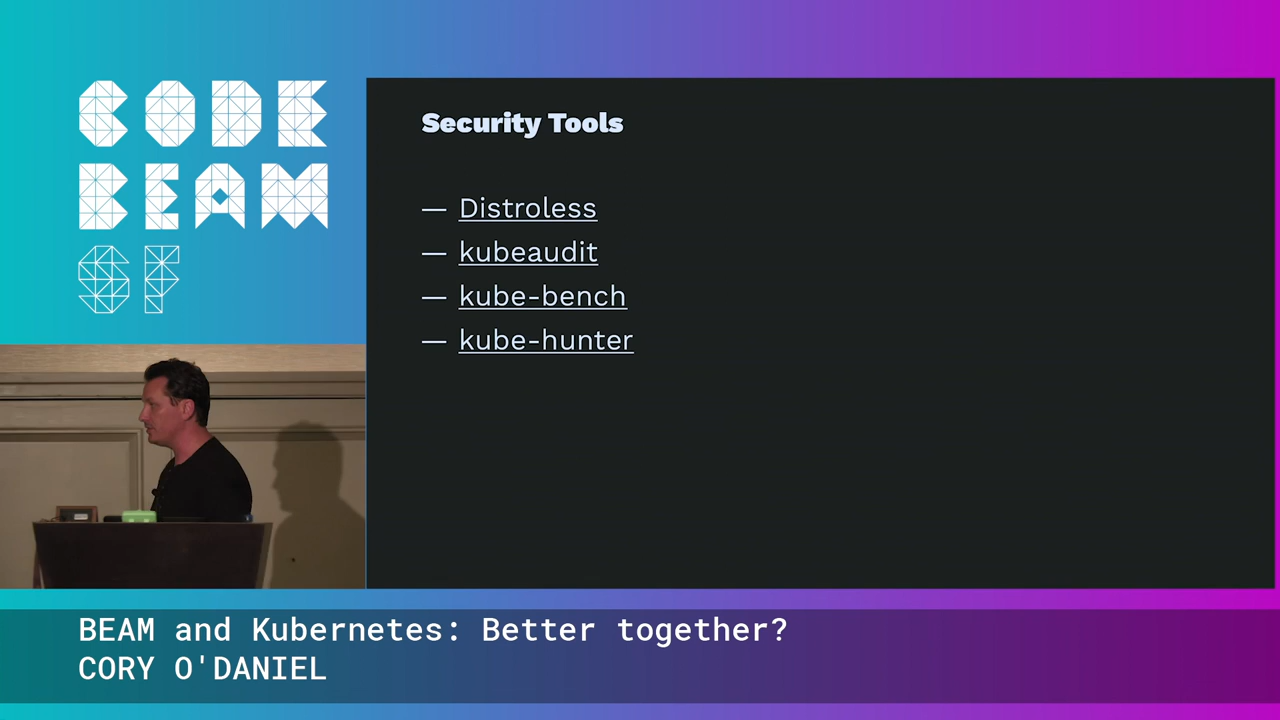 CODE
BEAM
SF
Security Tools
— Distroless
— kubeaudit
— kube-bench
— kube-hunter
BEAM and Kubernetes: Better together?
CORY O'DANIEL